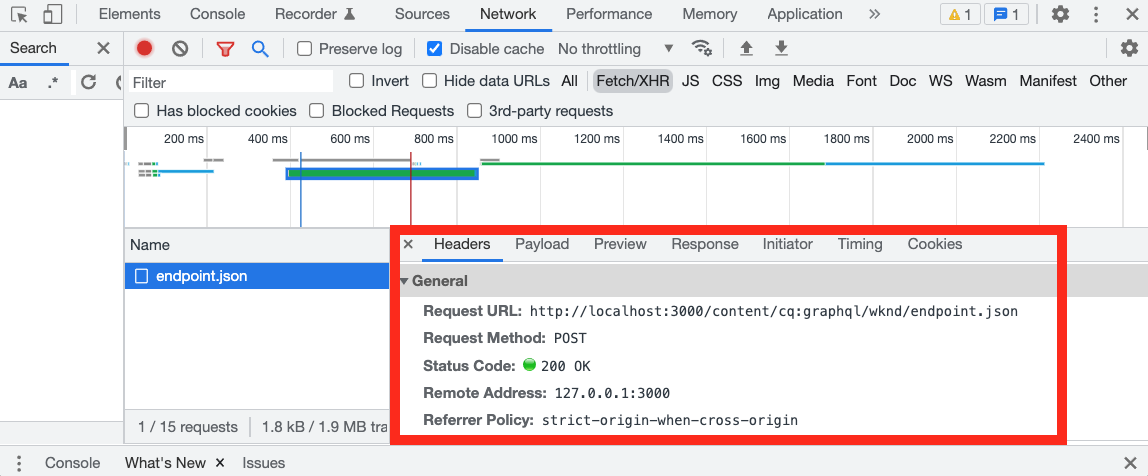 Elements Console Recorder Sources Network Performance Memory Application » 1 1
Search Preserve log Disable cache No throttling
Aa .* Filter Invert Hide data URLs All Fetch/XHR JS CSS Img Media Font Doc WS Wasm Manifest Other
Has blocked cookies Blocked Requests 3rd-party requests
200 ms 400 ms 600 ms 800 ms 1000 ms 1200 ms 1400 ms 1600 ms 1800 ms 2000 ms 2200 ms 2400 ms
Name Headers Payload Preview Response Initiator Timing Cookies
endpoint.json
General
Request URL: http://localhost:3000/content/cq:graphql/wknd/endpoint.json
Request Method: POST
Status Code: 200 OK
Remote Address: 127.0.0.1:3000
Referrer Policy: strict-origin-when-cross-origin
1 / 15 requests 1.8 kB / 1.9 MB tra
Console What's New Issues